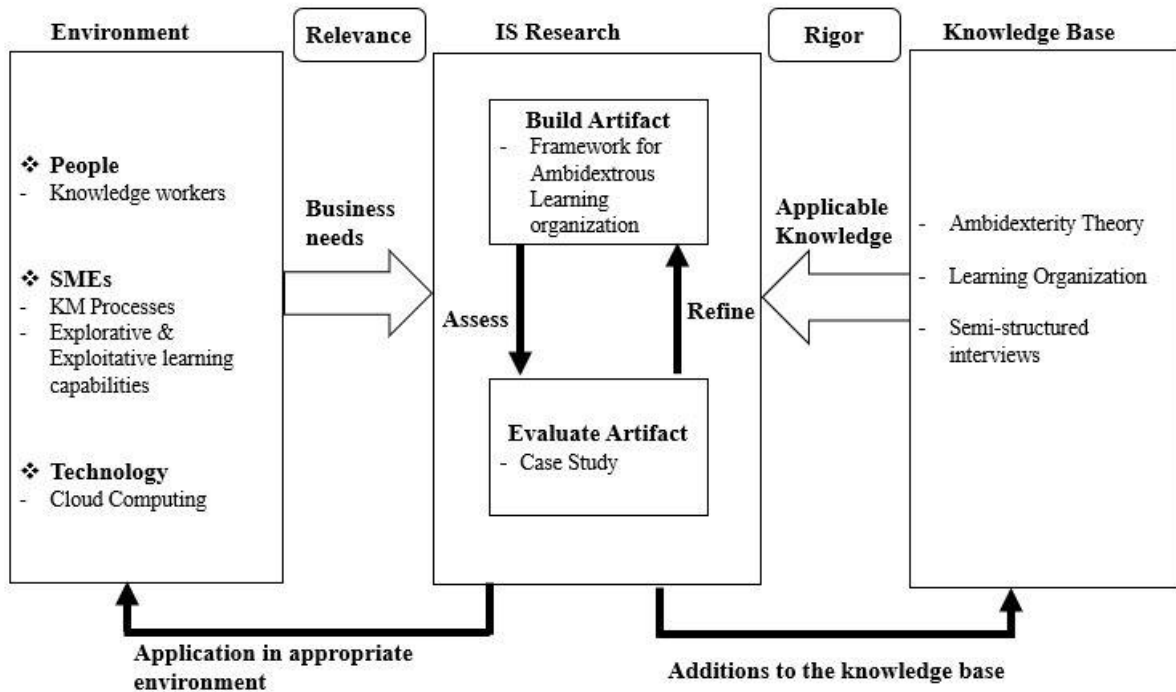 Environment
Relevance
IS Research
Rigor
Knowledge Base
❖ People
- Knowledge workers
❖ SMEs
- KM Processes
- Explorative &
Exploitative learning
capabilities
❖ Technology
- Cloud Computing
Business
needs
Build Artifact
- Framework for
Ambidextrous
Learning
organization
Assess
Refine
Evaluate Artifact
- Case Study
Applicable
Knowledge
- Ambidexterity Theory
- Learning Organization
- Semi-structured
interviews
Application in appropriate
environment
Additions to the knowledge base